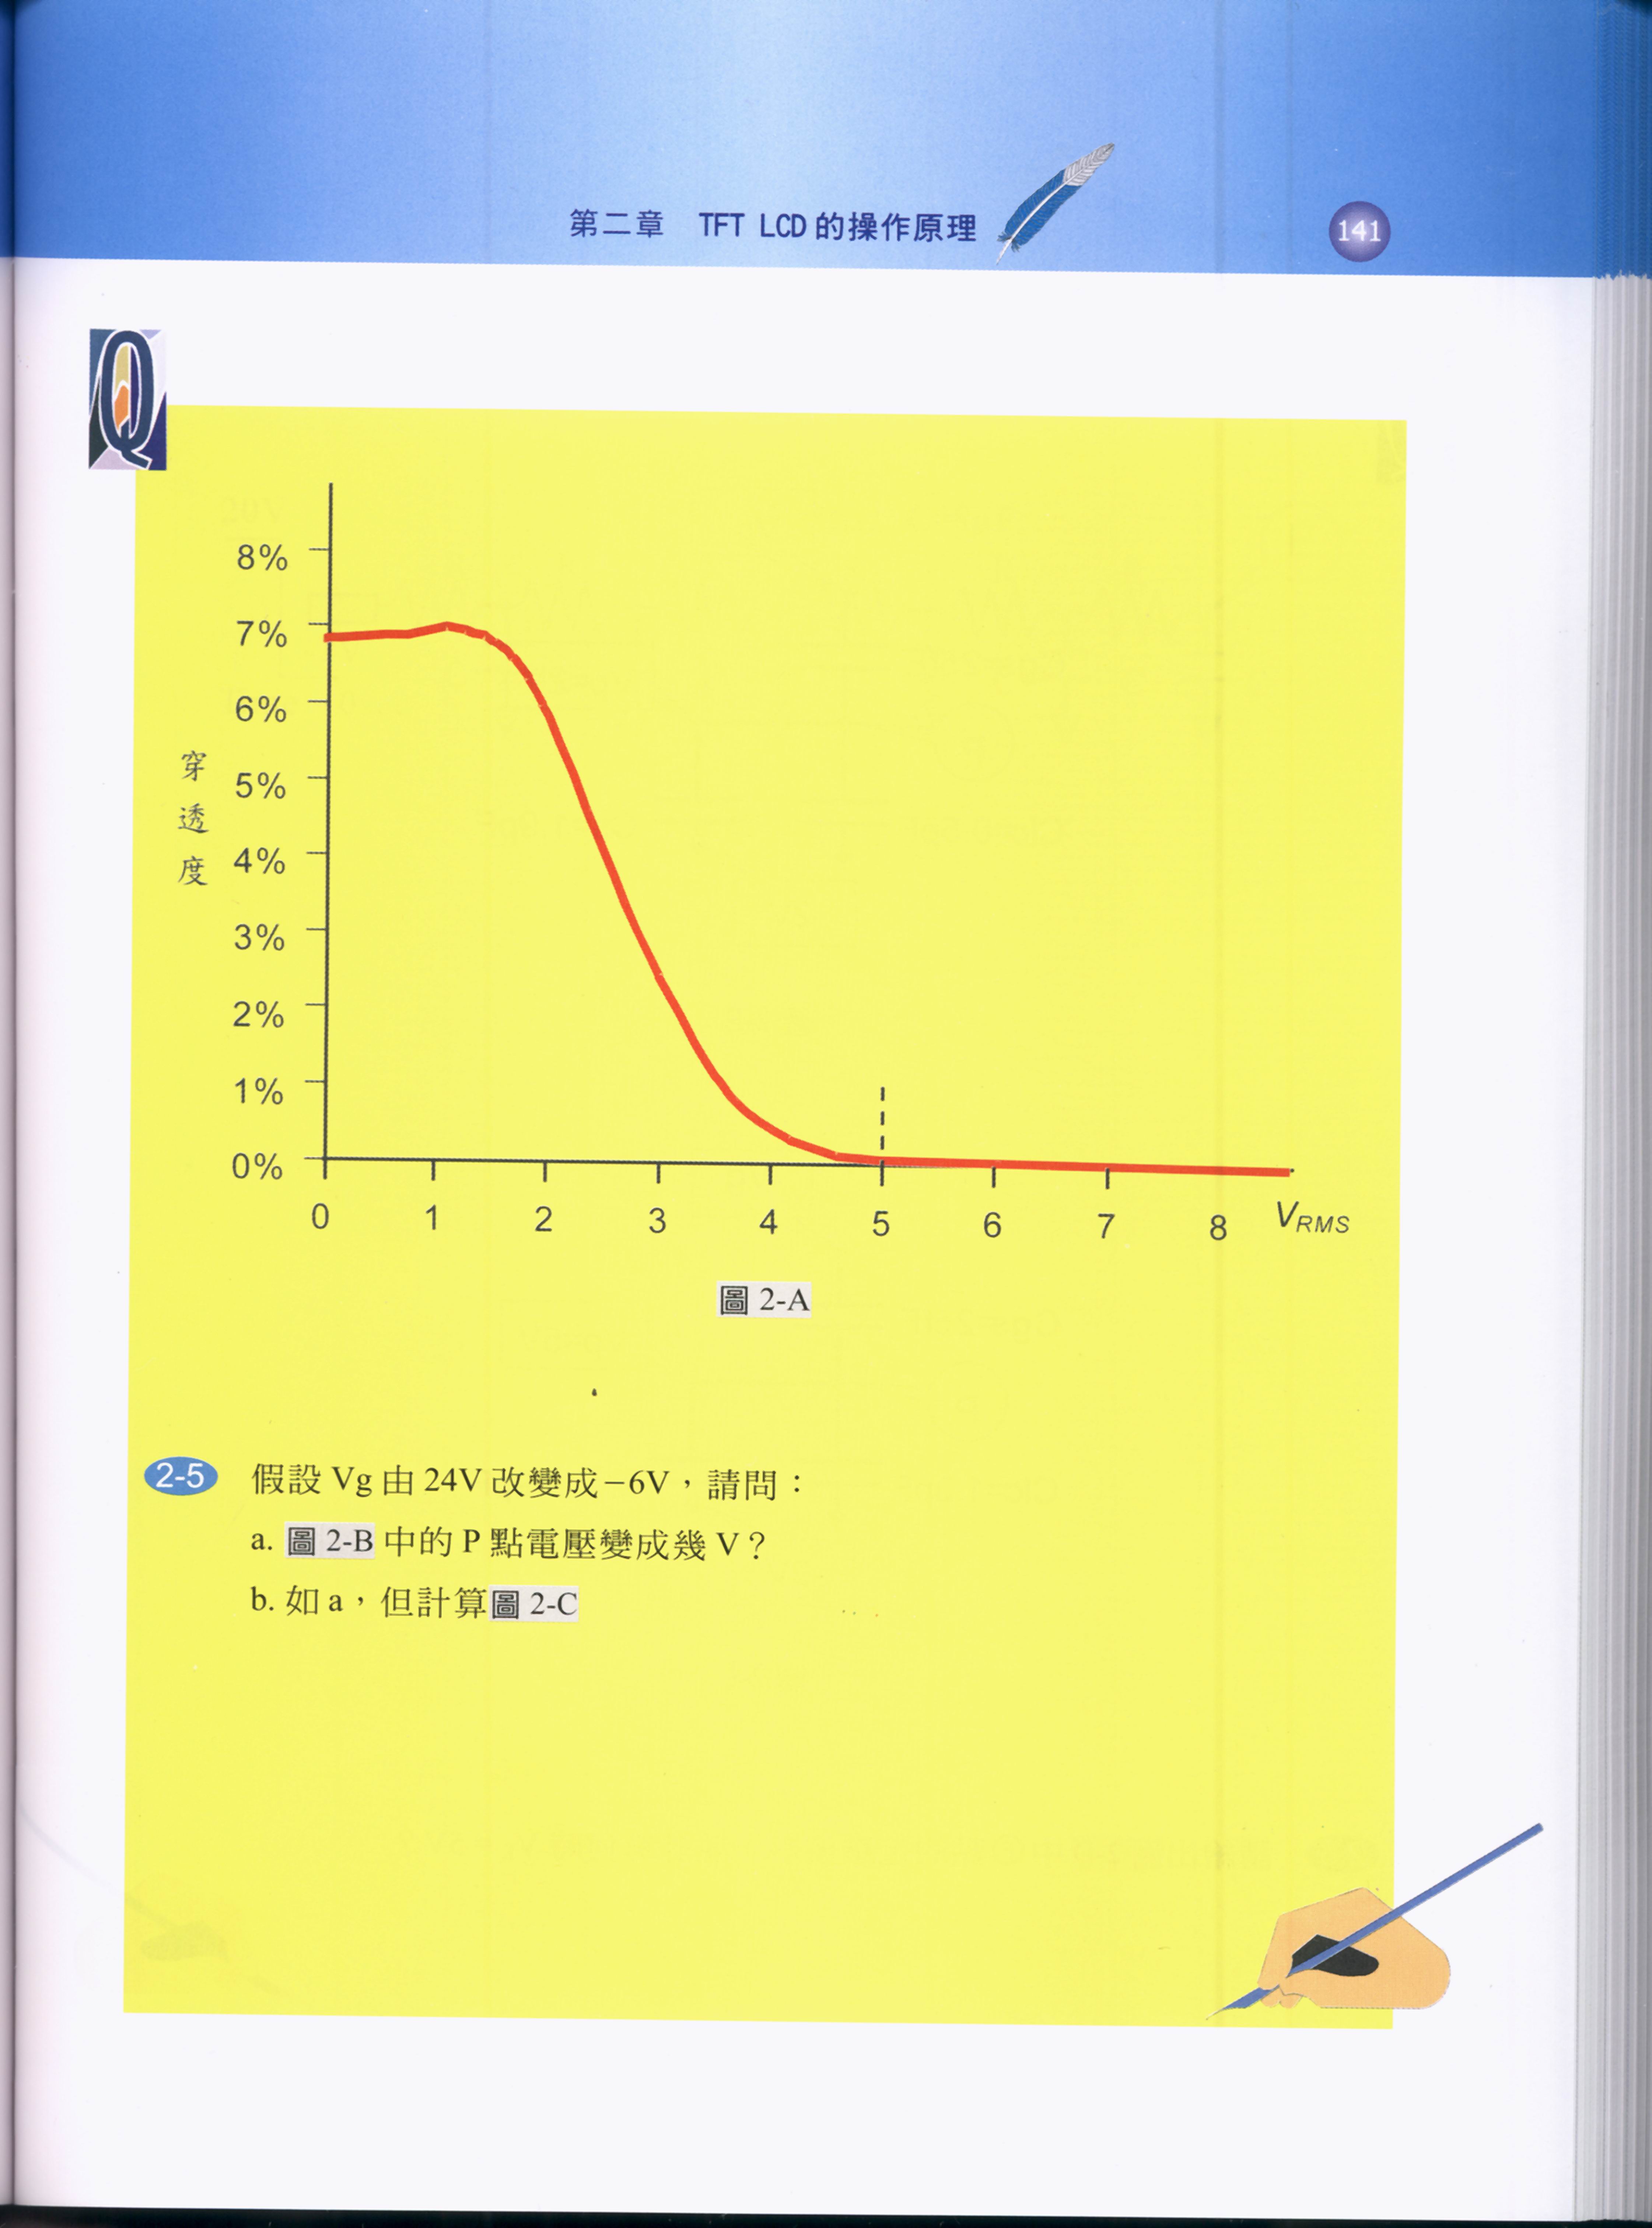 第二章 TFT LCD的操作原理
141
Q
8%
7%
6%
5%
4%
3%
2%
1%
0%
穿透度
0 1 2 3 4 5 6 7 8 VRMS
圖 2-A
2-5 假設 Vg 由 24V 改變成-6V，請問：
a. 圖 2-B 中的 P 點電壓變成幾 V？
b. 如 a，但計算圖 2-C